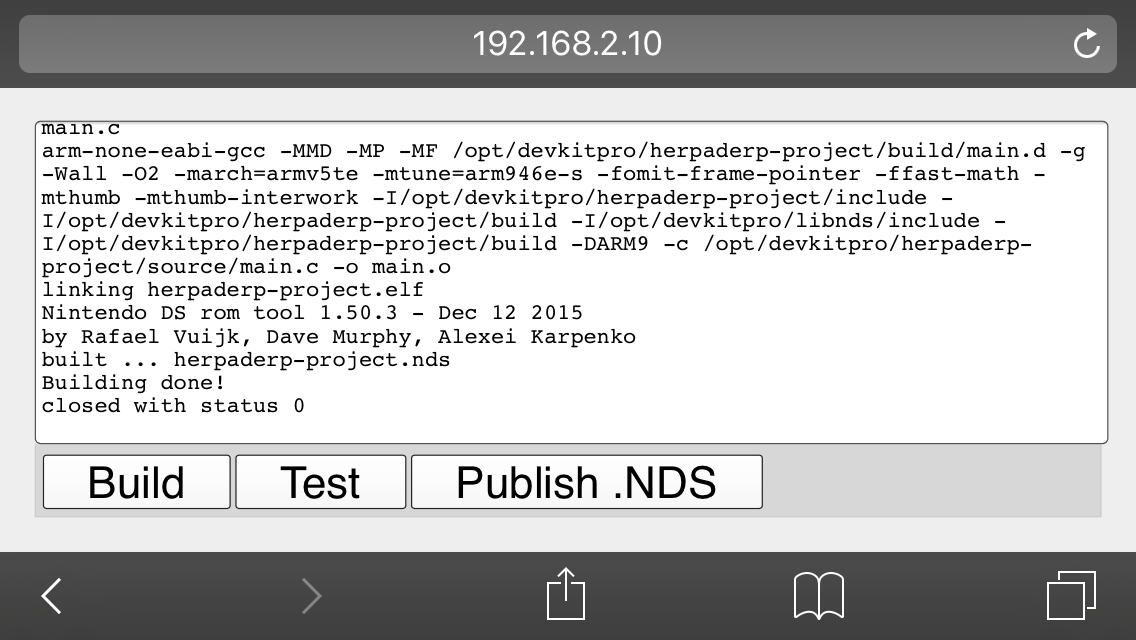 192.168.2.10
main.c
arm-none-eabi-gcc -MMD -MP -MF /opt/devkitpro/herpaderp-project/build/main.d -g
-Wall -O2 -march=armv5te -mtune=arm946e-s -fomit-frame-pointer -ffast-math -
mthumb -mthumb-interwork -I/opt/devkitpro/herpaderp-project/include -
I/opt/devkitpro/herpaderp-project/build -I/opt/devkitpro/libnds/include -
I/opt/devkitpro/herpaderp-project/build -DARM9 -c /opt/devkitpro/herpaderp-
project/source/main.c -o main.o
linking herpaderp-project.elf
Nintendo DS rom tool 1.50.3 - Dec 12 2015
by Rafael Vuijk, Dave Murphy, Alexei Karpenko
built ... herpaderp-project.nds
Building done!
closed with status 0
Build Test Publish .NDS